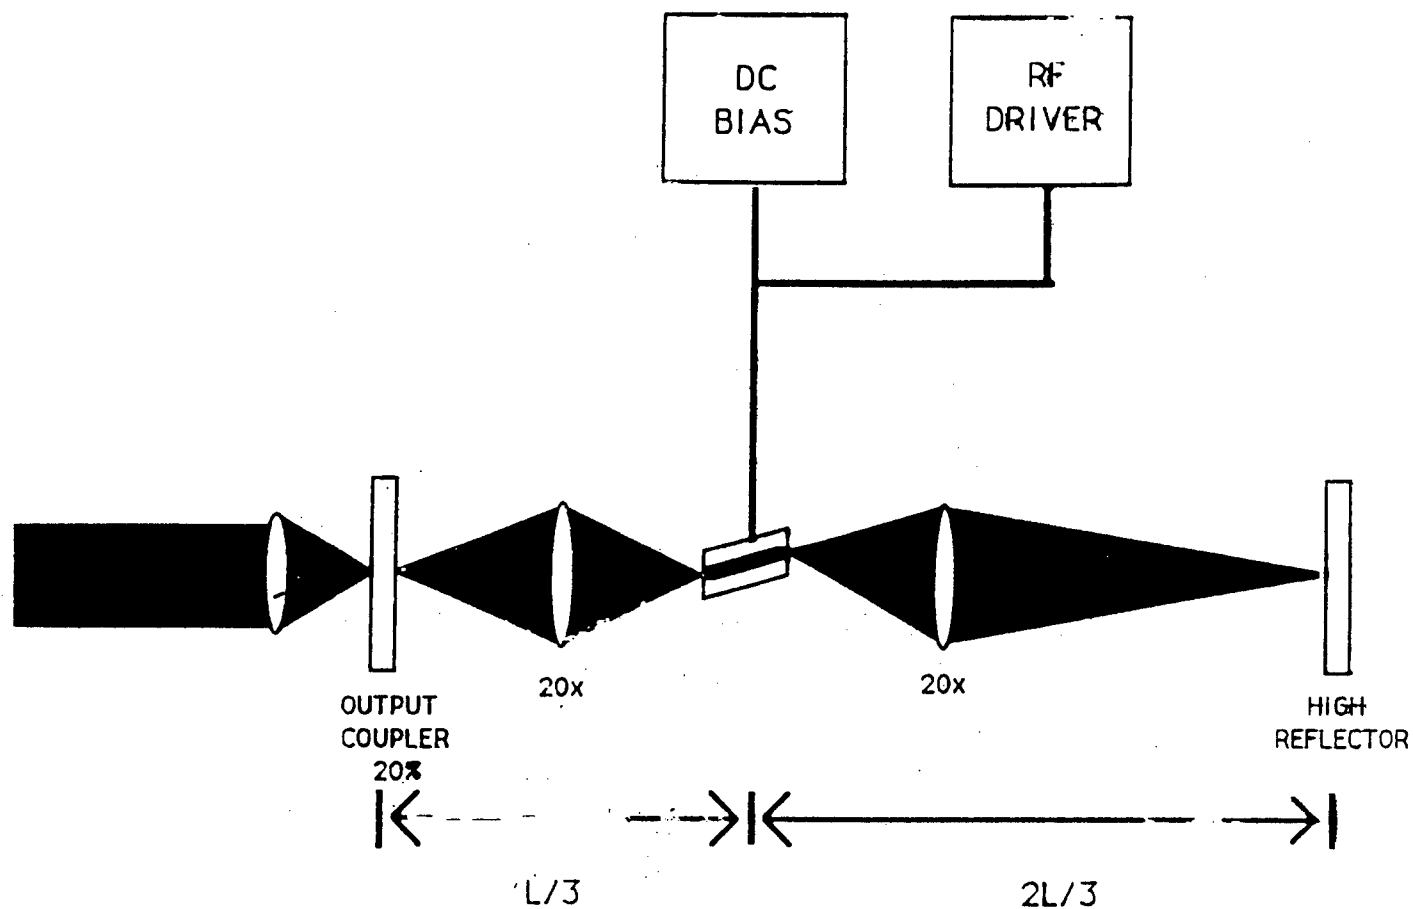 DC
BIAS
RF
DRIVER
20x
20x
OUTPUT
COUPLER
20%
HIGH
REFLECTOR
L/3
2L/3